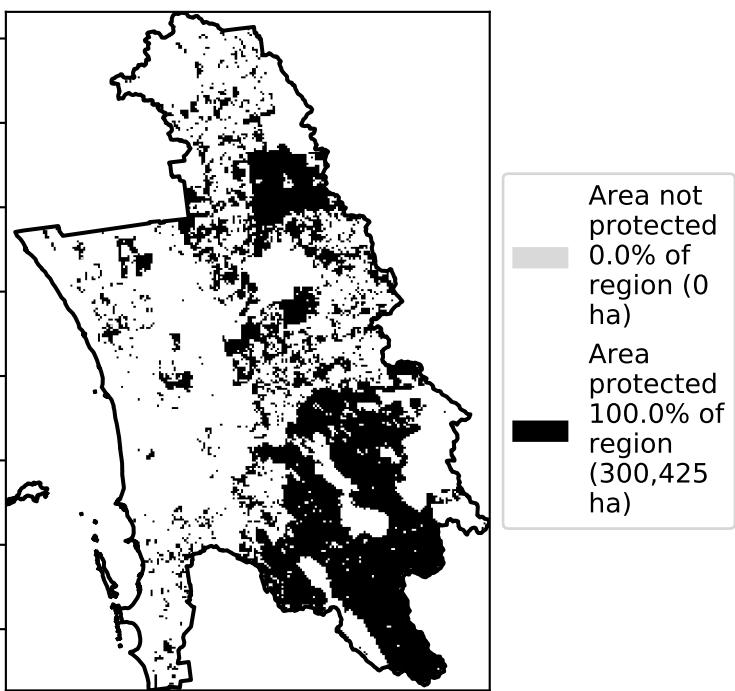 Area not
protected
0.0% of
region (0
ha)
Area
protected
100.0% of
region
(300,425
ha)